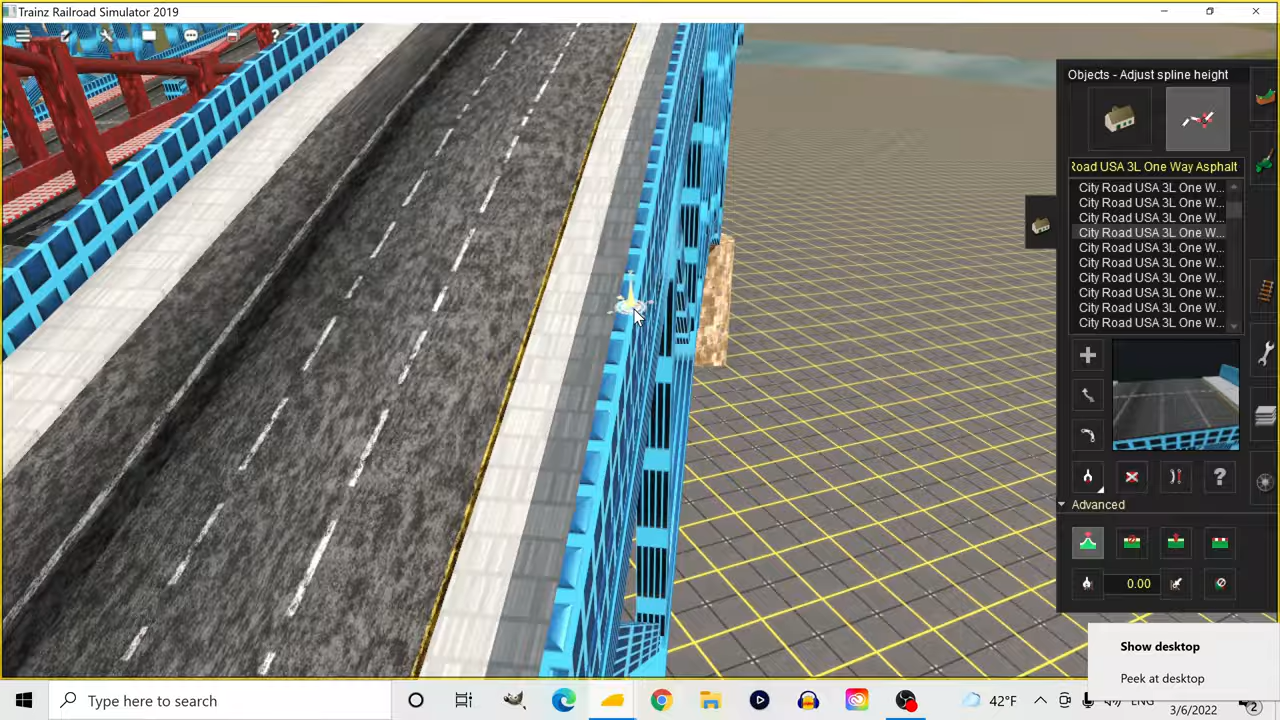 Trainz Railroad Simulator 2019
Objects - Adjust spline height
Road USA 3L One Way Asphalt
City Road USA 3L One W...
City Road USA 3L One W...
City Road USA 3L One W...
City Road USA 3L One W...
City Road USA 3L One W...
City Road USA 3L One W...
City Road USA 3L One W...
City Road USA 3L One W...
City Road USA 3L One W...
City Road USA 3L One W...
?
Advanced
0.00
Show desktop
Peek at desktop
Type here to search
42°F
ENG
3/6/2022
2